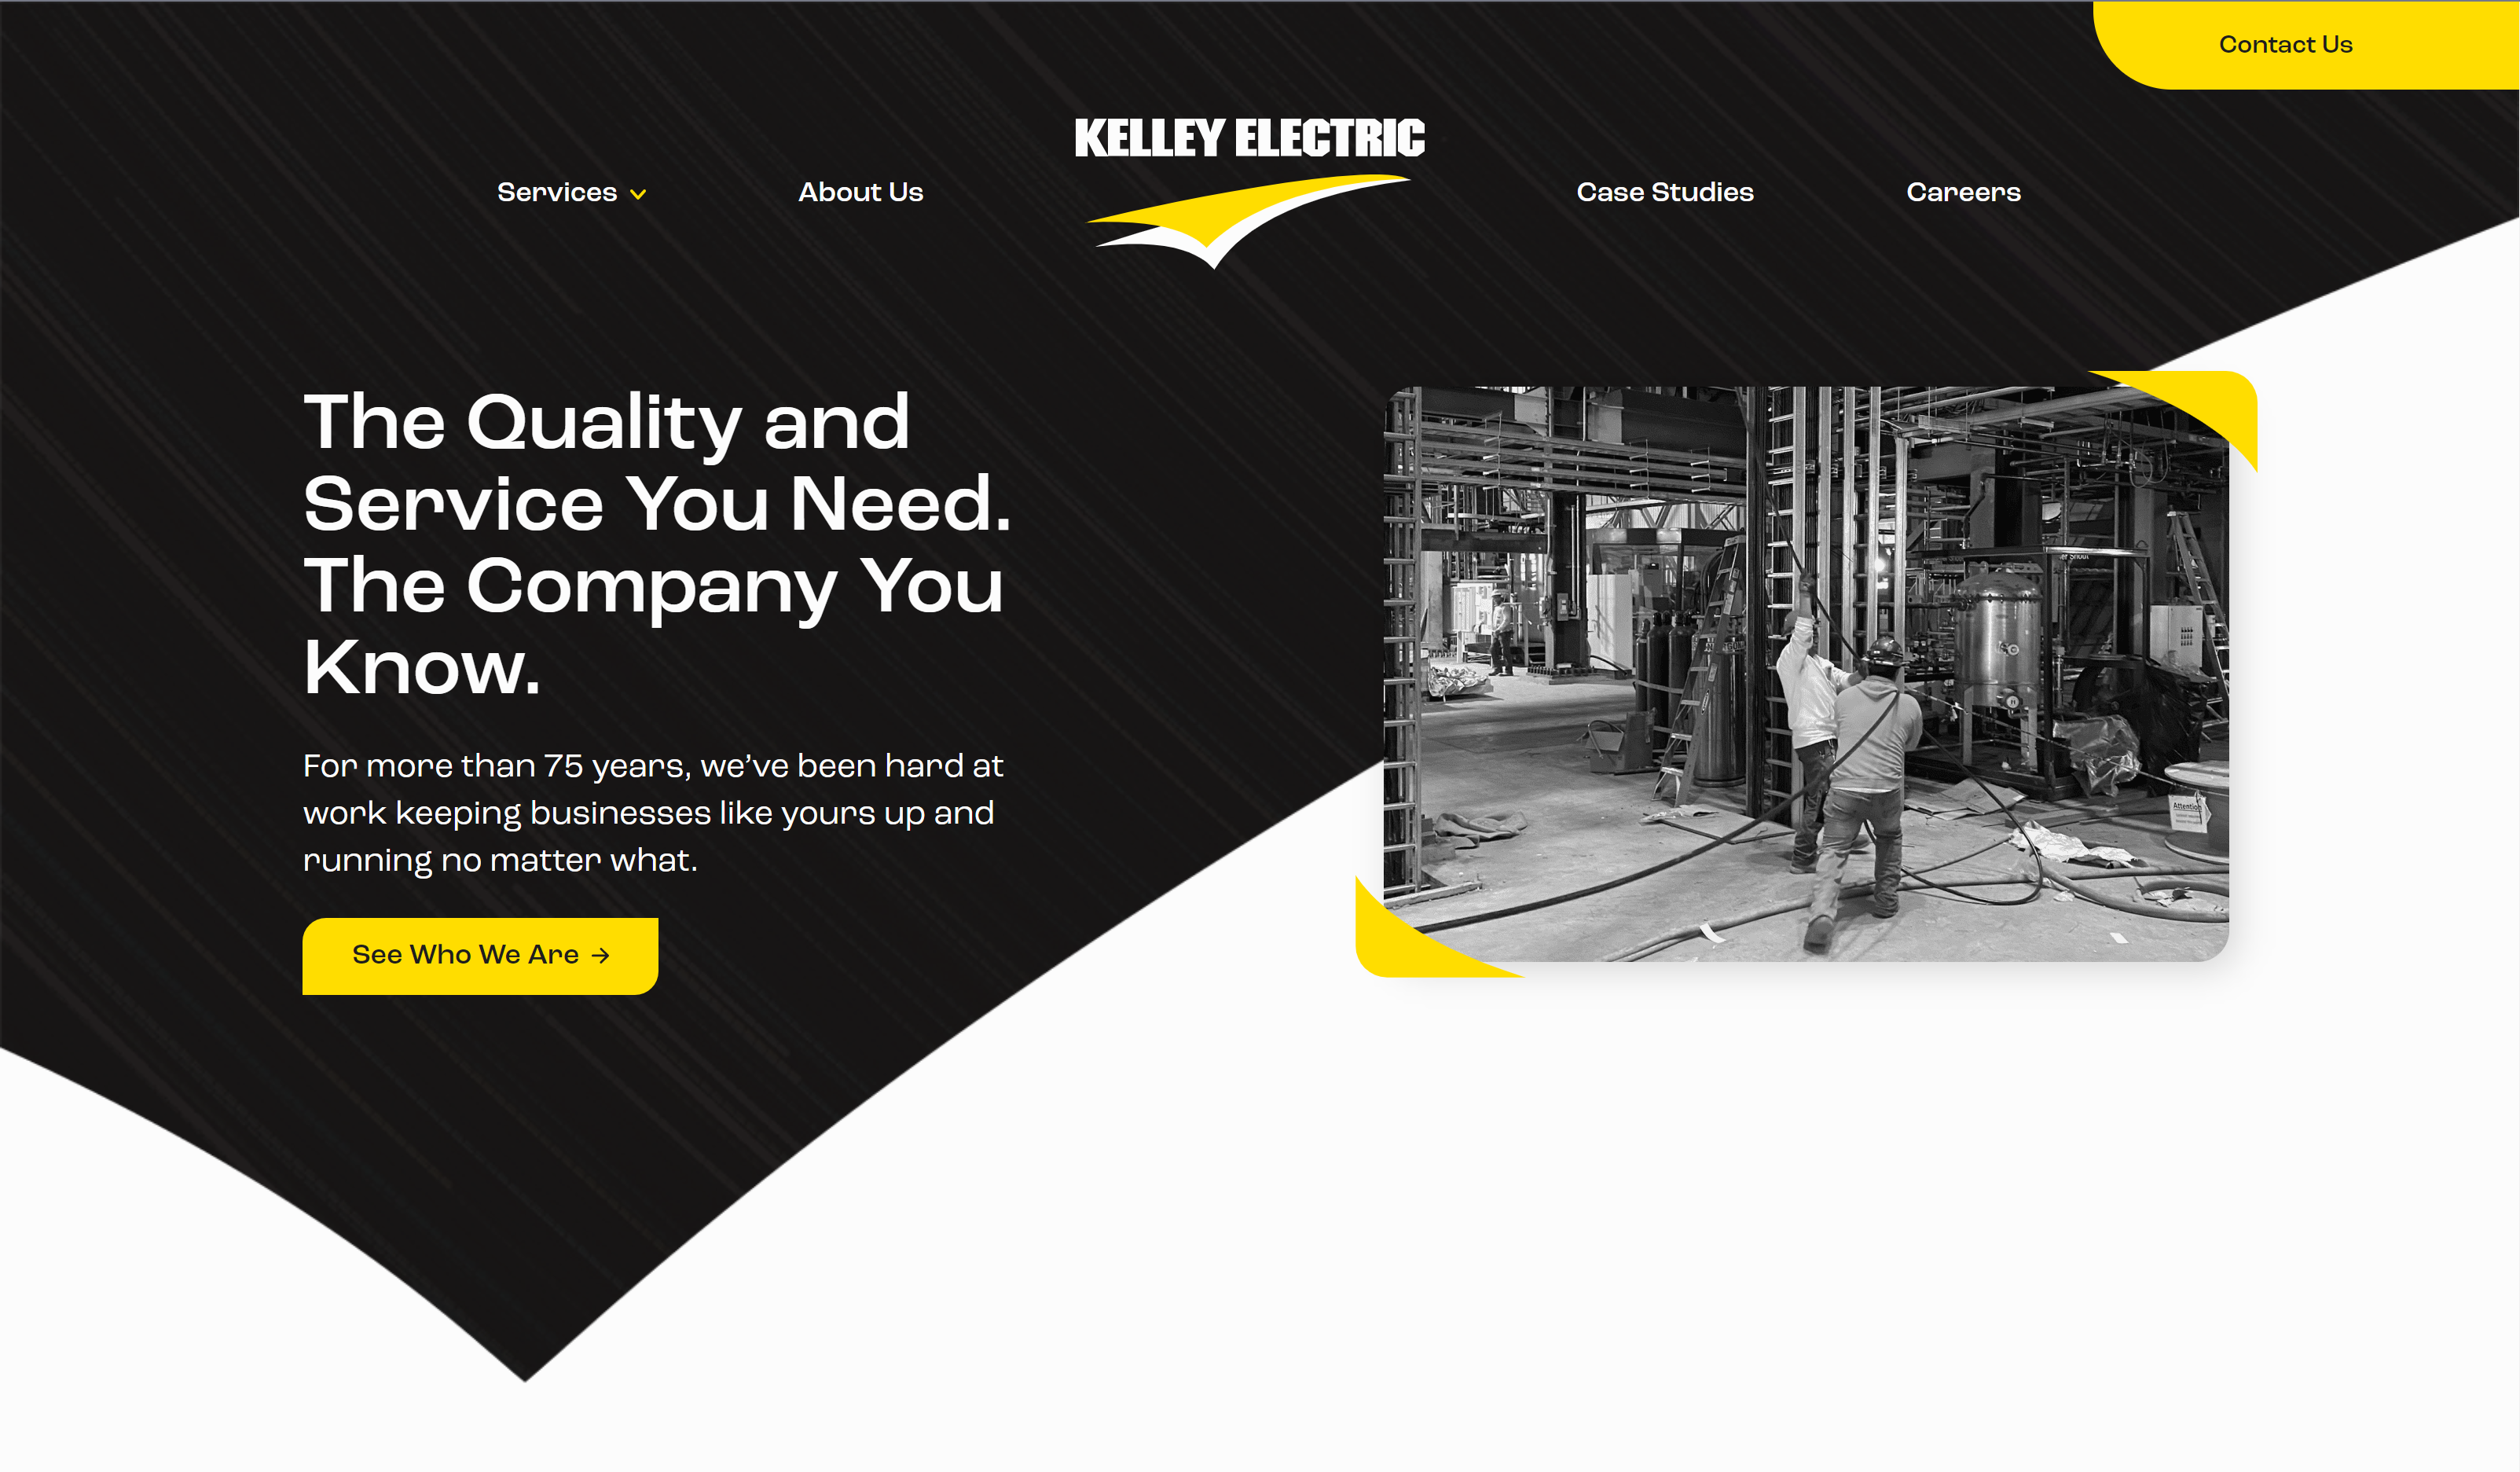 Contact Us
KELLEY ELECTRIC
Services
About Us
Case Studies
Careers
The Quality and
Service You Need.
The Company You
Know.
For more than 75 years, we’ve been hard at
work keeping businesses like yours up and
running no matter what.
See Who We Are →
Attention